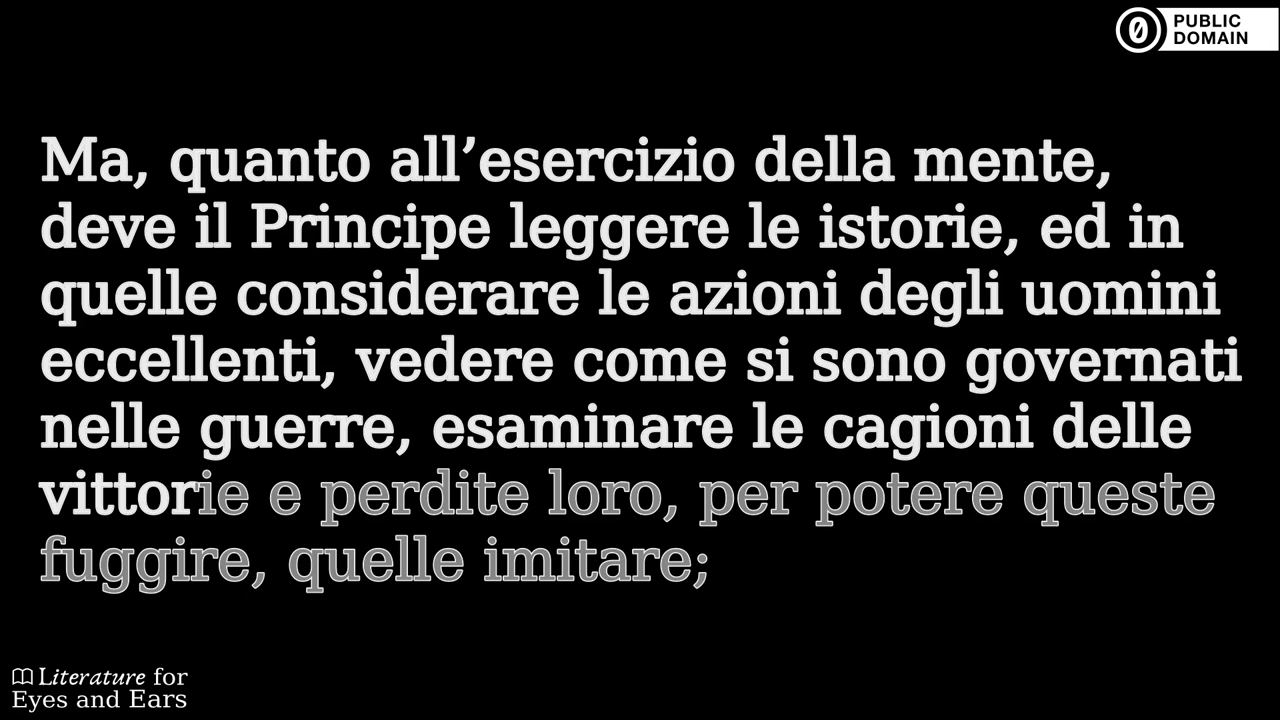 PUBLIC
DOMAIN
Ma, quanto all’esercizio della mente,
deve il Principe leggere le istorie, ed in
quelle considerare le azioni degli uomini
eccellenti, vedere come si sono governati
nelle guerre, esaminare le cagioni delle
vittorie e perdite loro, per potere queste
fuggire, quelle imitare;
Literature for
Eyes and Ears